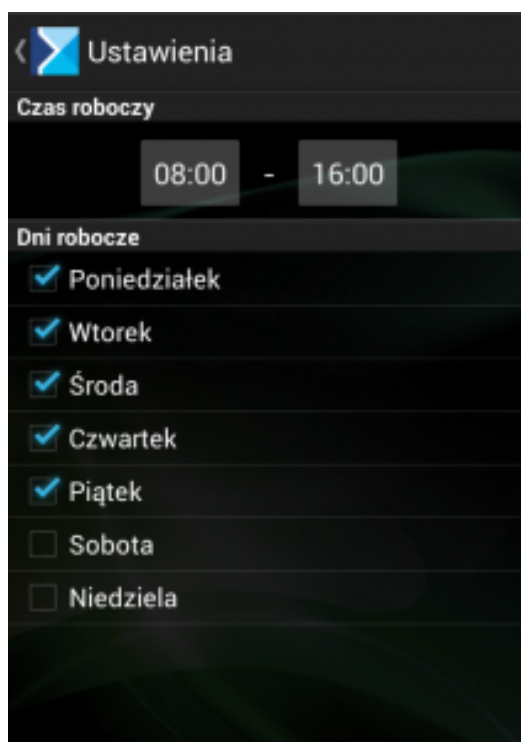 Ustawienia
Czas roboczy
08:00 - 16:00
Dni robocze
Poniedziałek
Wtorek
Środa
Czwartek
Piątek
Sobota
Niedziela